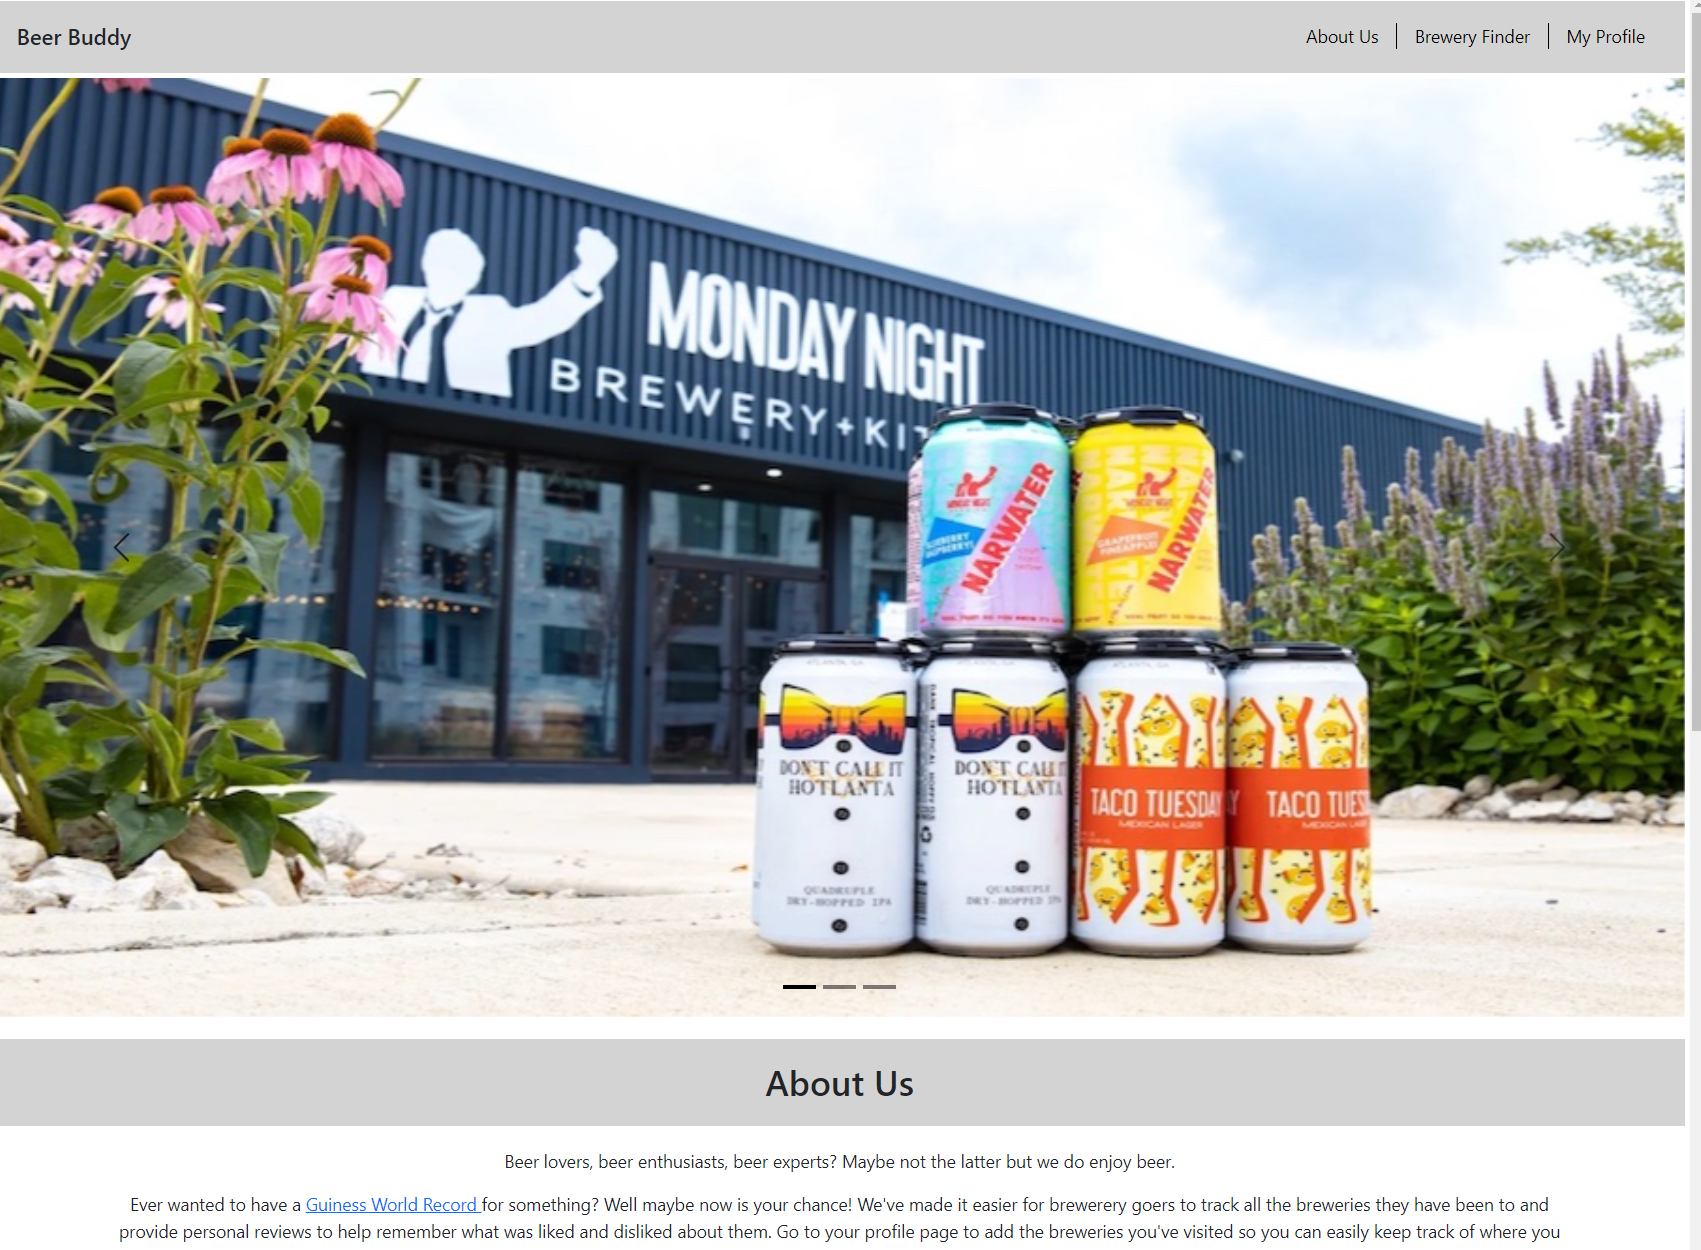 Beer Buddy
About Us
Brewery Finder
My Profile
MONDAY NIGHT
BREWERY+KIT
NARWATER
NARWATER
GRAPEFRUIT
PINEAPPLE!
BLUEBERRY
RASPBERRY!
DON'T CALL IT
HOTLANTA
QUADRUPLE
DRY-HOPPED IPA
DON'T CALL IT
HOTLANTA
QUADRUPLE
DRY-HOPPED IPA
TACO TUESDAY
MEXICAN LAGER
TACO TUESD
MEXICAN LAGER
About Us
Beer lovers, beer enthusiasts, beer experts? Maybe not the latter but we do enjoy beer.
Ever wanted to have a Guiness World Record for something? Well maybe now is your chance! We've made it easier for brewerery goers to track all the breweries they have been to and
provide personal reviews to help remember what was liked and disliked about them. Go to your profile page to add the breweries you've visited so you can easily keep track of where you